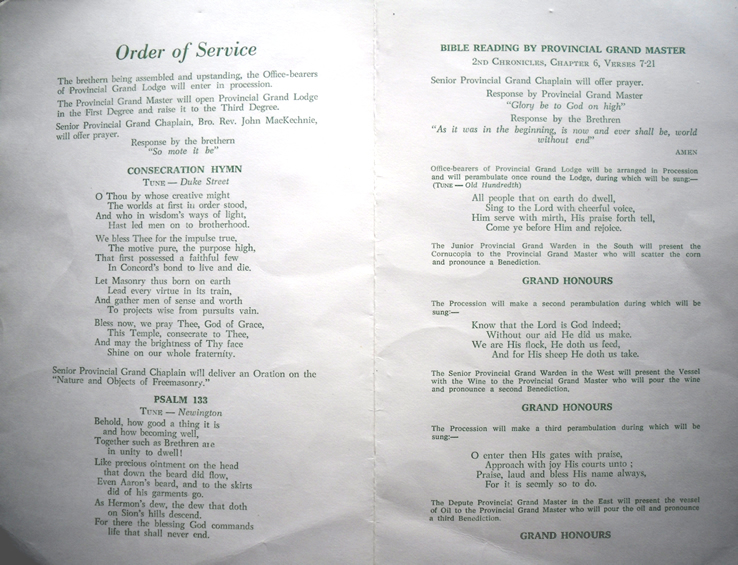 Order of Service
The brethern being assembled and upstanding, the Office-bearers
of Provincial Grand Lodge will enter in procession.
The Provincial Grand Master will open Provincial Grand Lodge
in the First Degree and raise it to the Third Degree.
Senior Provincial Grand Chaplain, Bro. Rev. John MacKechnie,
will offer prayer.
Response by the brethern
"So mote it be"
CONSECRATION HYMN
TUNE — Duke Street
O Thou by whose creative might
The worlds at first in order stood,
And who in wisdom's ways of light,
Hast led men on to brotherhood.
We bless Thee for the impulse true,
The motive pure, the purpose high,
That first possessed a faithful few
In Concord's bond to live and die.
Let Masonry thus born on earth
Lead every virtue in its train,
And gather men of sense and worth
To projects wise from pursuits vain.
Bless now, we pray Thee, God of Grace,
This Temple, consecrate to Thee,
And may the brightness of Thy face
Shine on our whole fraternity.
Senior Provincial Grand Chaplain will deliver an Oration on the
"Nature and Objects of Freemasonry."
PSALM 133
TUNE — Newington
Behold, how good a thing it is
and how becoming well,
Together such as Brethren are
in unity to dwell!
Like precious ointment on the head
that down the beard did flow,
Even Aaron's beard, and to the skirts
did of his garments go.
As Hermon's dew, the dew that doth
on Sion's hills descend,
For there the blessing God commands
life that shall never end.
BIBLE READING BY PROVINCIAL GRAND MASTER
2ND CHRONICLES, CHAPTER 6, VERSES 7-21
Senior Provincial Grand Chaplain will offer prayer.
Response by Provincial Grand Master
"Glory be to God on high"
Response by the Brethren
"As it was in the beginning, is now and ever shall be, world
without end"
AMEN
Office-bearers of Provincial Grand Lodge will be arranged in Procession
and will perambulate once round the Lodge, during which will be sung:—
(TUNE — Old Hundredth)
All people that on earth do dwell,
Sing to the Lord with cheerful voice,
Him serve with mirth, His praise forth tell,
Come ye before Him and rejoice.
The Junior Provincial Grand Warden in the South will present the
Cornucopia to the Provincial Grand Master who will scatter the corn
and pronounce a Benediction.
GRAND HONOURS
The Procession will make a second perambulation during which will be
sung:—
Know that the Lord is God indeed;
Without our aid He did us make.
We are His flock, He doth us feed,
And for His sheep He doth us take.
The Senior Provincial Grand Warden in the West will present the Vessel
with the Wine to the Provincial Grand Master who will pour the wine
and pronounce a second Benediction.
GRAND HONOURS
The Procession will make a third perambulation during which will be
sung:—
O enter then His gates with praise,
Approach with joy His courts unto ;
Praise, laud and bless His name always,
For it is seemly so to do.
The Depute Provincial Grand Master in the East will present the vessel
of Oil to the Provincial Grand Master who will pour the oil and pronounce
a third Benediction.
GRAND HONOURS